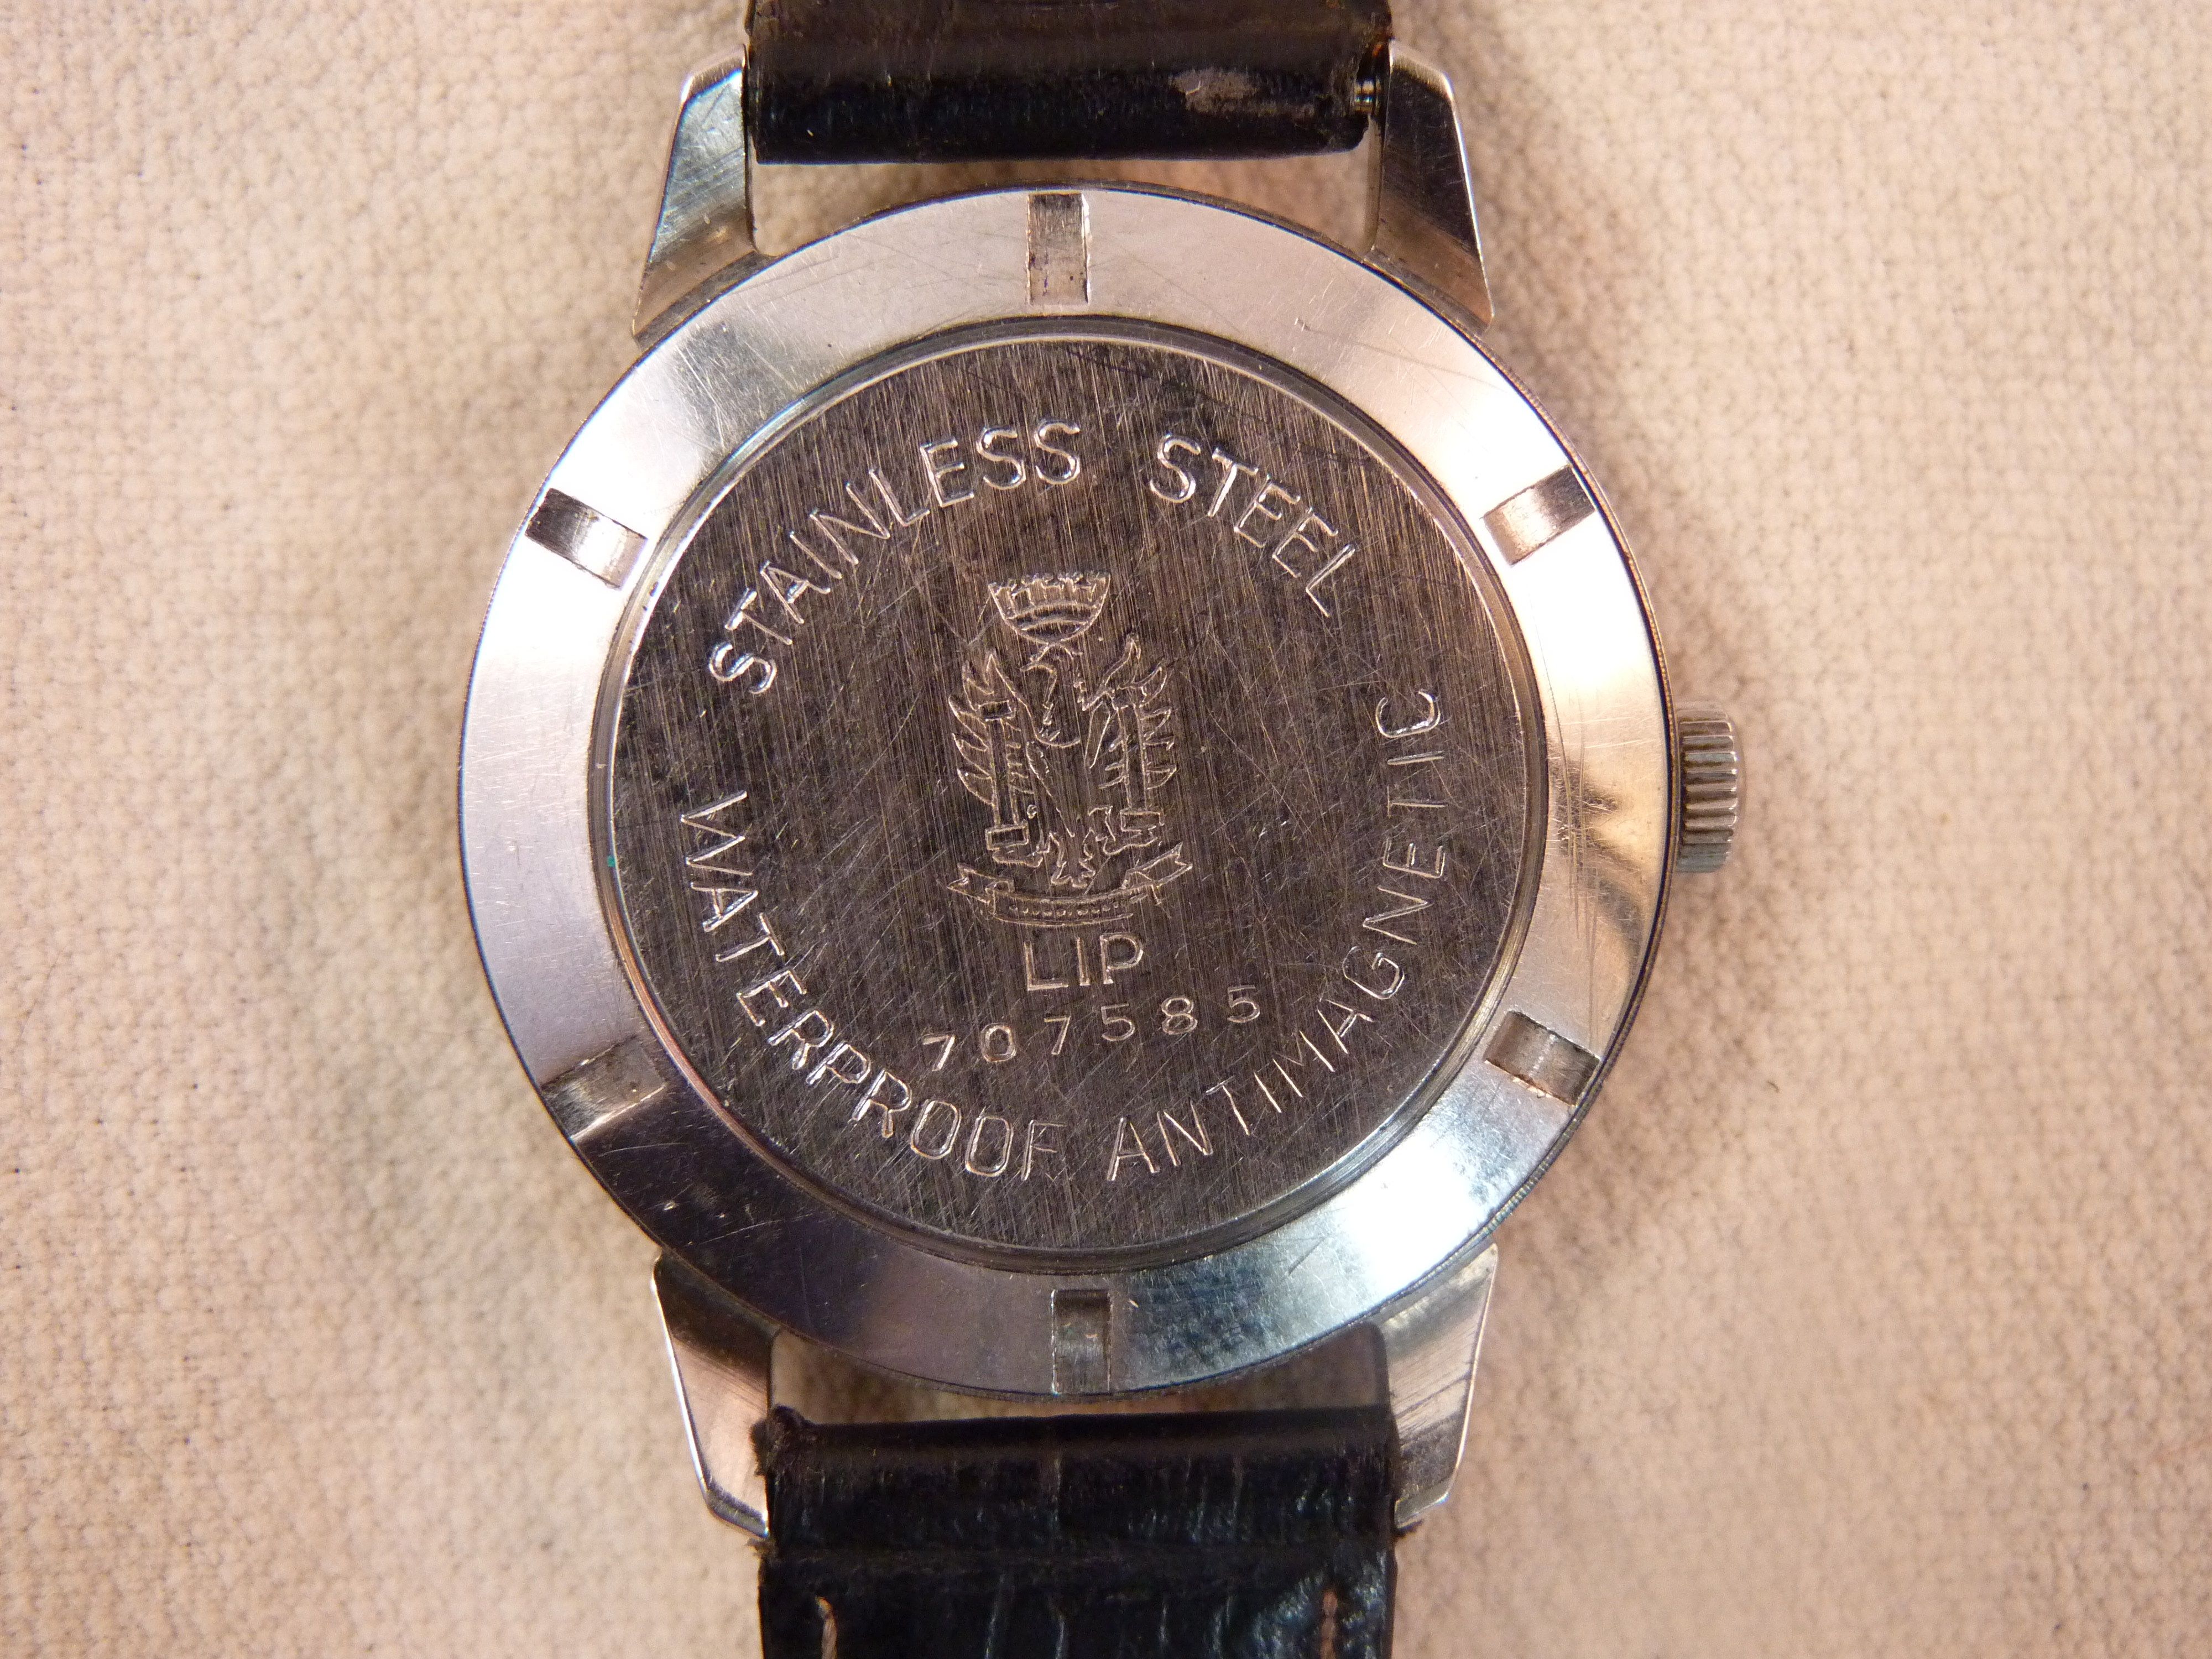 STAINLESS STEEL
LIP
707585
WATERPROOF ANTIMAGNETIC